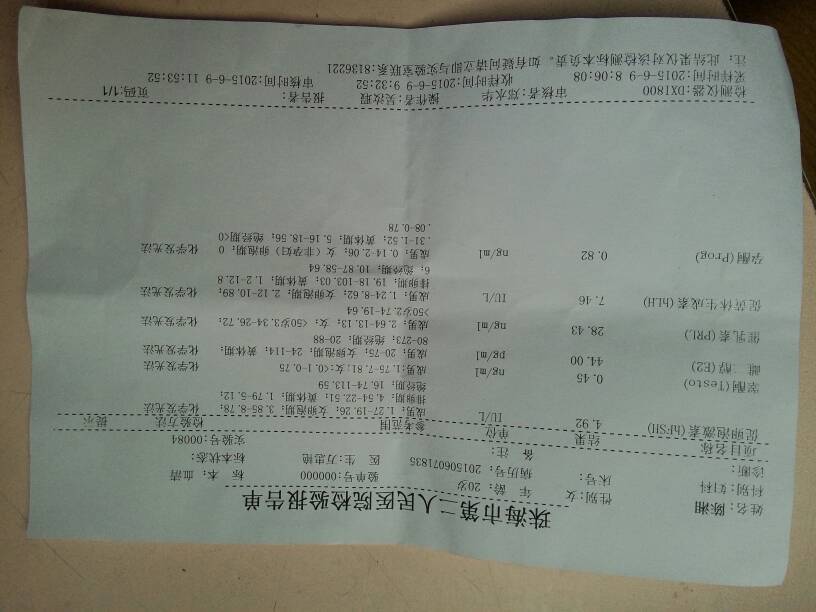 珠海市第二人民医院检验报告单
姓 名：陈湘 性 别：女 年 龄：20岁 验单号：000000 标 本：血清
科 别：妇科 床 号： 病历号：201506071835 医 生：万忠艳 标本状态：
诊断： 备 注： 实验号：00084
项目名称 结果 单位 参考范围 检验方法 提示
促卵泡激素(hFSH) 4.92 IU/L 成男：1.27-19.26；女卵泡期：3.85-8.78； 化学发光法
排卵期：4.54-22.51；黄体期：1.79-5.12；
绝经期：16.74-113.59
睾酮(Testo) 0.45 ng/ml 成男：1.75-7.81；女：<0.1-0.75 化学发光法
雌二醇(E2) 44.00 pg/ml 成男：20-75；女卵泡期：24-114；黄体期： 化学发光法
80-273；绝经期：20-88
催乳素(PRL) 28.43 ng/ml 成男：2.64-13.13；女：<50岁3.34-26.72； 化学发光法
>50岁2.74-19.64
促黄体生成素(hLH) 7.46 IU/L 成男：1.24-8.62；女卵泡期：2.12-10.89； 化学发光法
排卵期：19.18-103.03；黄体期：1.2-12.8
6；绝经期：10.87-58.64
孕酮(Prog) 0.82 ng/ml 成男：0.14-2.06；女（非孕妇）卵泡期：0 化学发光法
.31-1.52；黄体期：5.16-18.56；绝经期<0
.08-0.78
检测仪器：DXI800 审核者：郑水华 操作者：吴汝瑕 报告者： 页码:1/1
采样时间：2015-6-9 8:06:08 收样时间：2015-6-9 9:32:52 审核时间：2015-6-9 11:53:52
注：此结果仅对该检测标本负责。如有疑问请立即与实验室联系：8136221